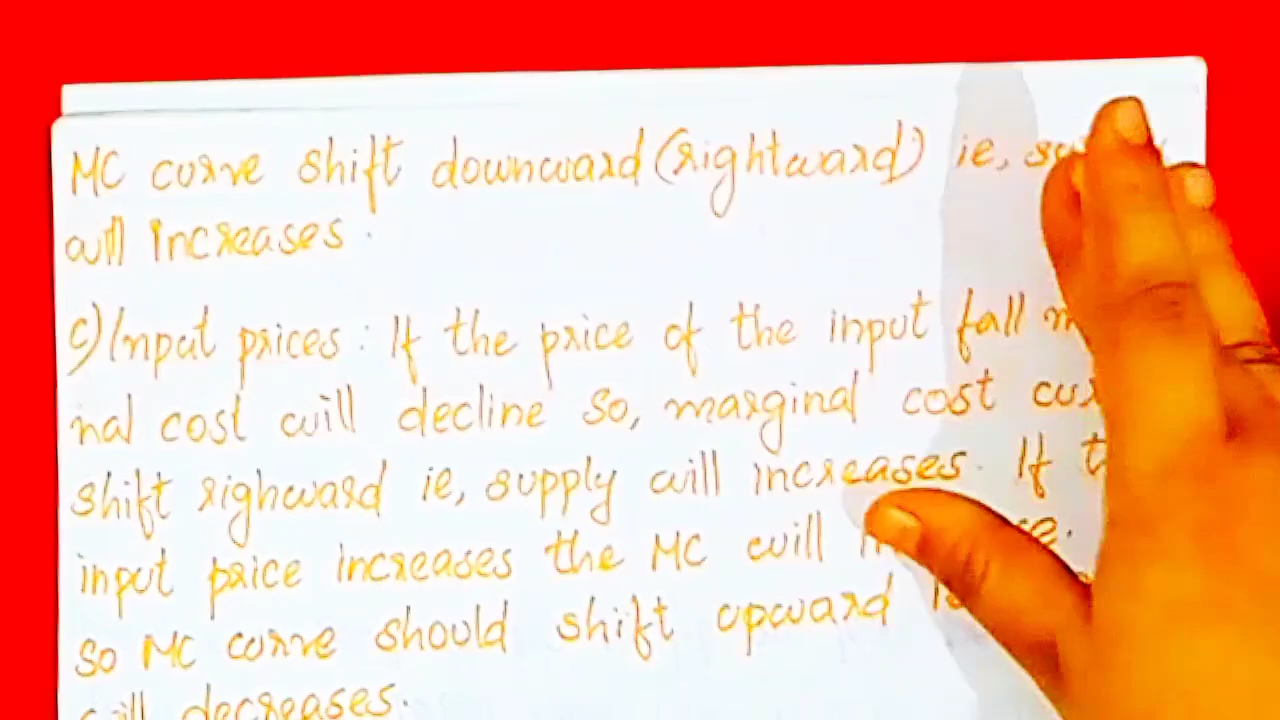 MC curve shift downward (rightward) ie,
will increases.
c) Input prices : If the price of the input fall
nal cost will decline so, marginal cost
shift righward ie, supply will increases. If
input price increases the MC will
so MC curve should shift upward
will decreases.